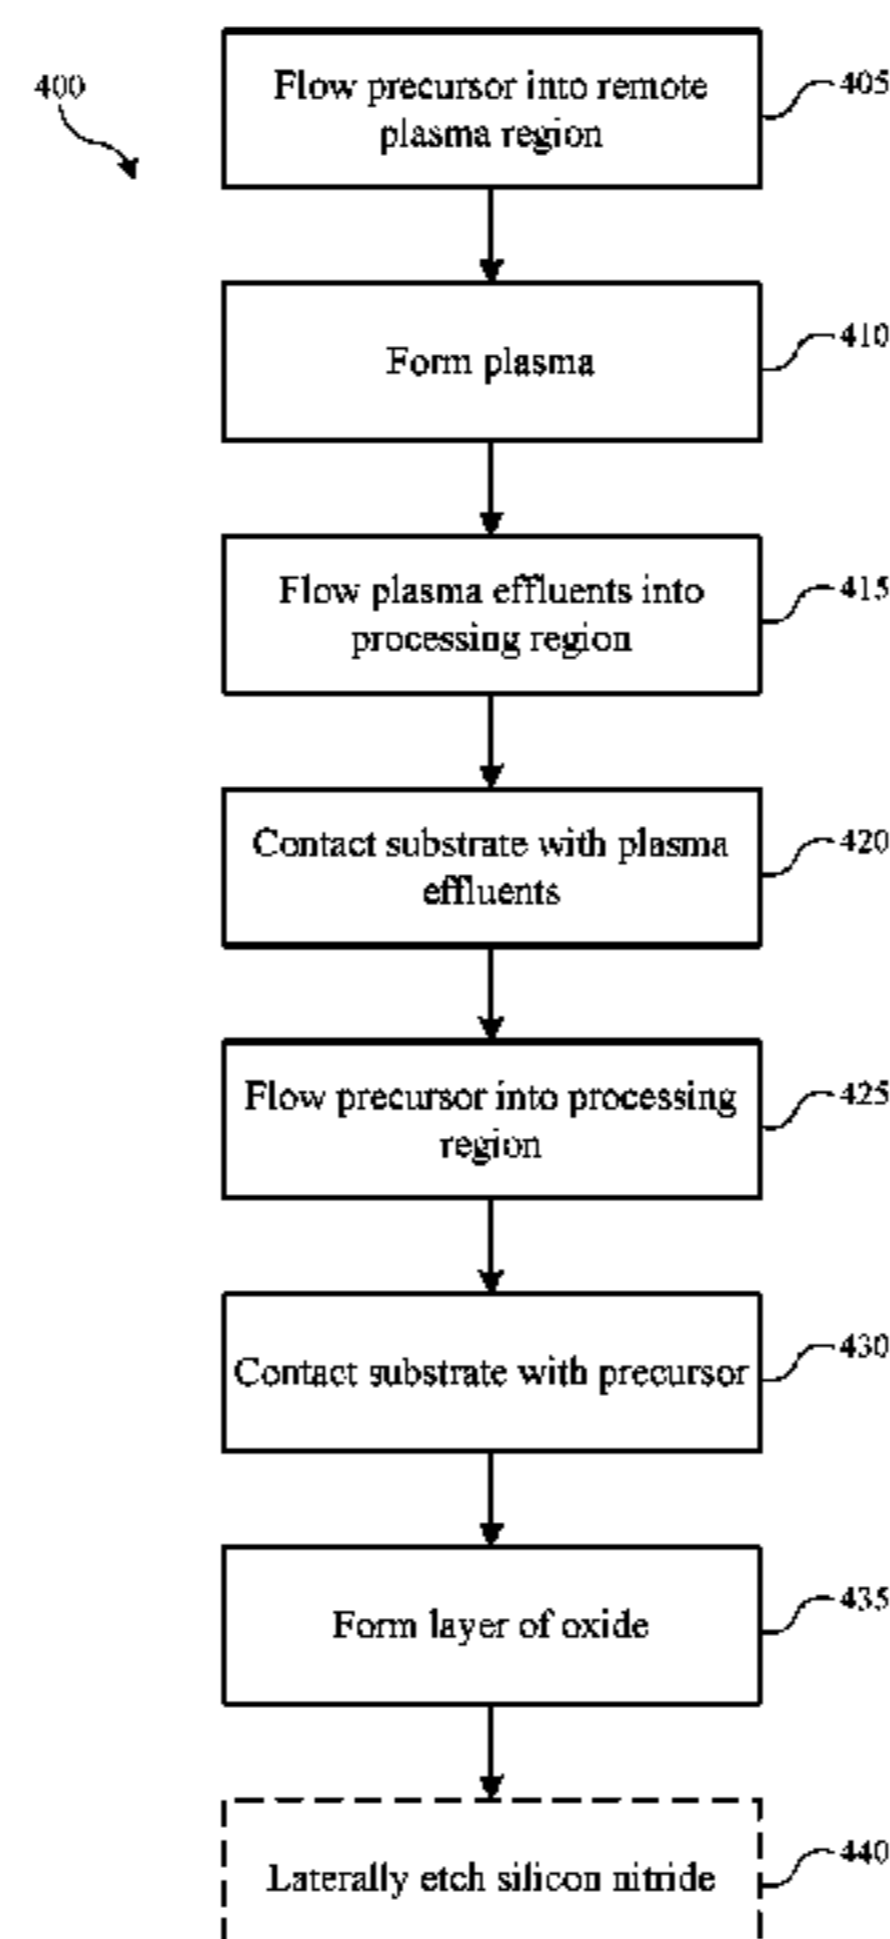 400
Flow precursor into remote
plasma region
405
Form plasma
410
Flow plasma effluents into
processing region
415
Contact substrate with plasma
effluents
420
Flow precursor into processing
region
425
Contact substrate with precursor
430
Form layer of oxide
435
Laterally etch silicon nitride
440